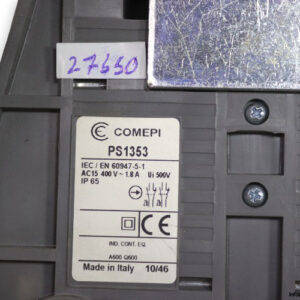 27550
COMEPI
PS1353
IEC / EN 60947-5-1
AC15 400 V ~ 1.8 A Ui 500V
IP 65
CE
IND. CONT. EQ.
A600 Q600
Made in Italy 10/46